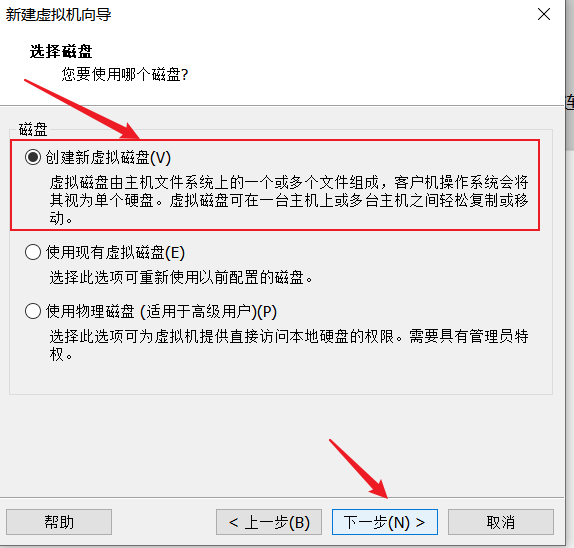 新建虚拟机向导
选择磁盘
您要使用哪个磁盘?
磁盘
创建新虚拟磁盘(V)
虚拟磁盘由主机文件系统上的一个或多个文件组成，客户机操作系统会将
其视为单个硬盘。虚拟磁盘可在一台主机上或多台主机之间轻松复制或移
动。
使用现有虚拟磁盘(E)
选择此选项可重新使用以前配置的磁盘。
使用物理磁盘 (适用于高级用户)(P)
选择此选项可为虚拟机提供直接访问本地硬盘的权限。需要具有管理员特
权。
帮助
< 上一步(B)
下一步(N) >
取消